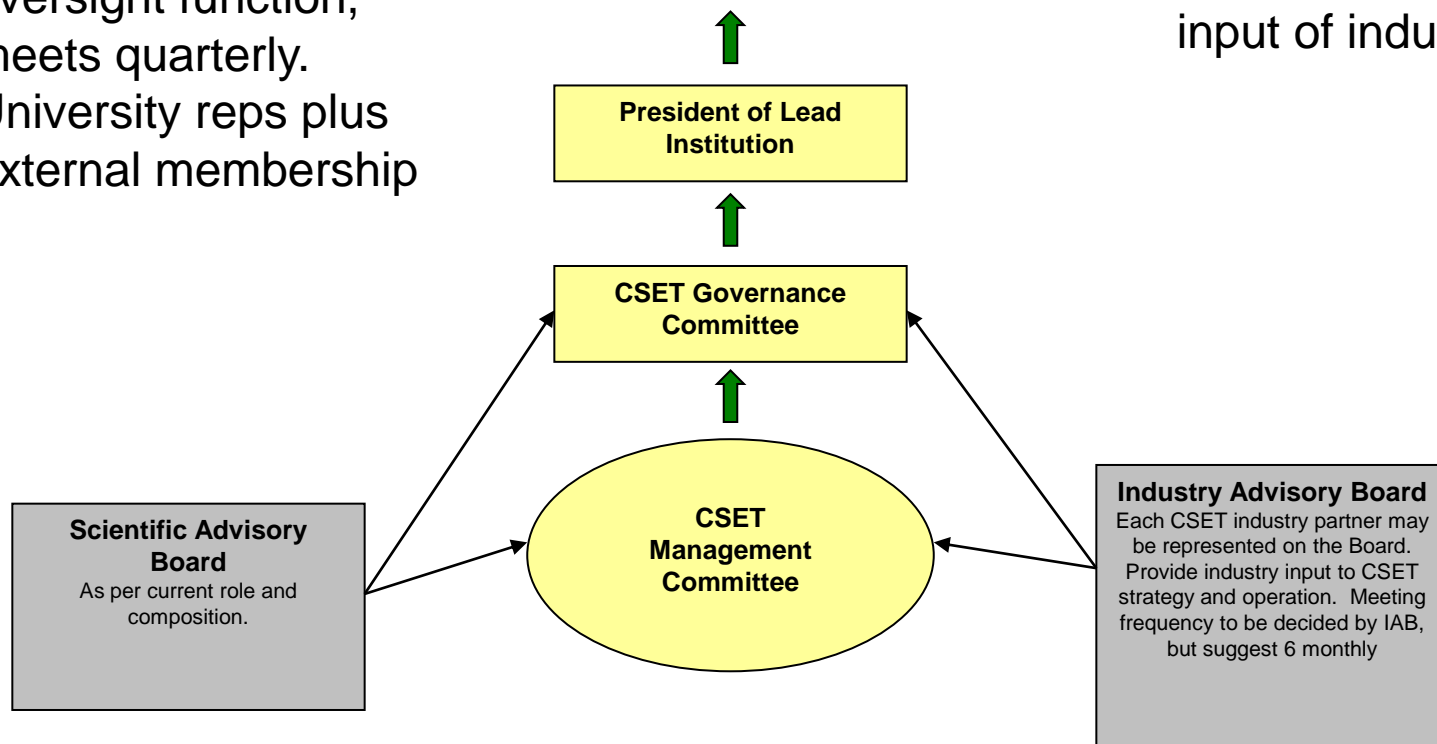 oversight function,
meets quarterly.
University reps plus
external membership
input of indu
President of Lead
Institution
CSET Governance
Committee
CSET
Management
Committee
Scientific Advisory
Board
As per current role and
composition.
Industry Advisory Board
Each CSET industry partner may
be represented on the Board.
Provide industry input to CSET
strategy and operation.  Meeting
frequency to be decided by IAB,
but suggest 6 monthly